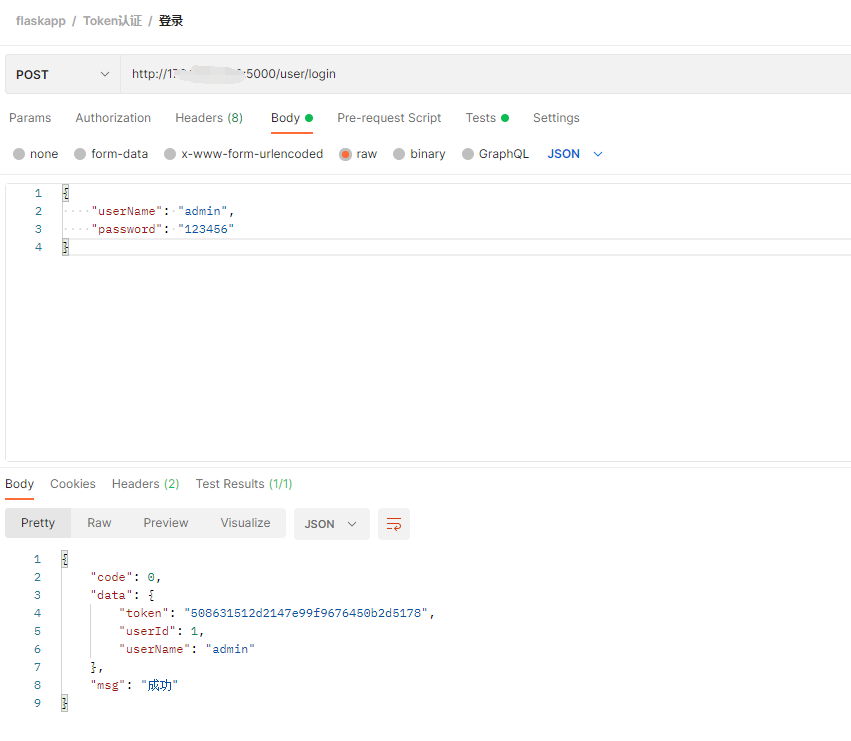 flaskapp / Token认证 / 登录
POST http://17 :5000/user/login
Params Authorization Headers (8) Body Pre-request Script Tests Settings
none form-data x-www-form-urlencoded raw binary GraphQL JSON
1 {
2 "userName": "admin",
3 "password": "123456"
4 }
Body Cookies Headers (2) Test Results (1/1)
Pretty Raw Preview Visualize JSON
1 {
2 "code": 0,
3 "data": {
4 "token": "508631512d2147e99f9676450b2d5178",
5 "userId": 1,
6 "userName": "admin"
7 },
8 "msg": "成功"
9 }